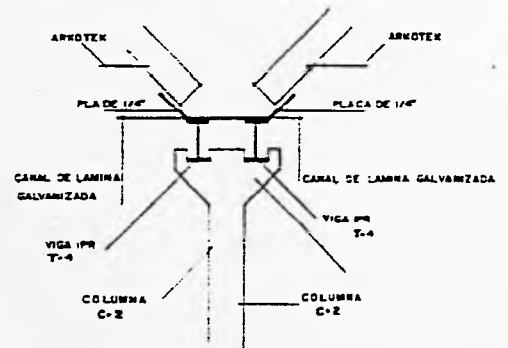 ARKOTEK
ARKOTEK
PLACA DE 1/4"
PLACA DE 1/4"
CANAL DE LAMINA
GALVANIZADA
CANAL DE LAMINA GALVANIZADA
VIGA IPR
T-4
VIGA IPR
T-4
COLUMNA
C-2
COLUMNA
C-2